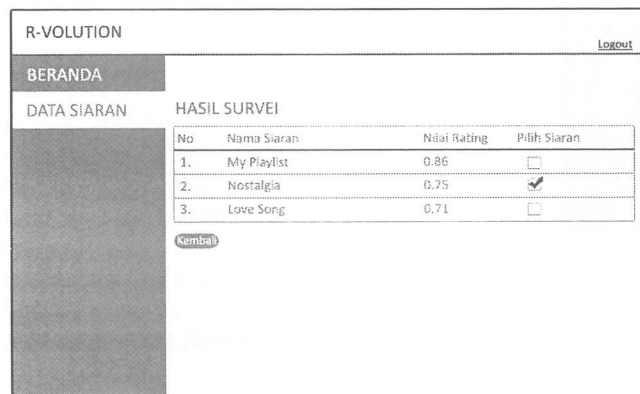 R-VOLUTION
Logout
BERANDA
DATA SIARAN
HASIL SURVEI
No Nama Siaran Nilai Rating Pilih Siaran
1. My Playlist 0.86
2. Nostalgia 0.75
3. Love Song 0.71
Kembali